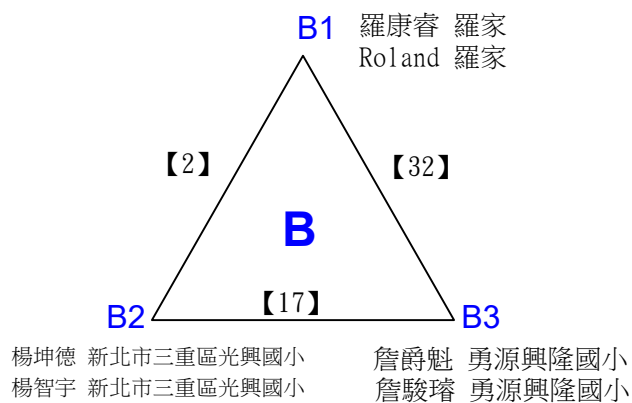 B1 羅康睿 羅家
Roland 羅家
【2】 【32】
B
【17】
B2 B3
楊坤德 新北市三重區光興國小 詹爵魁 勇源興隆國小
楊智宇 新北市三重區光興國小 詹駿璿 勇源興隆國小